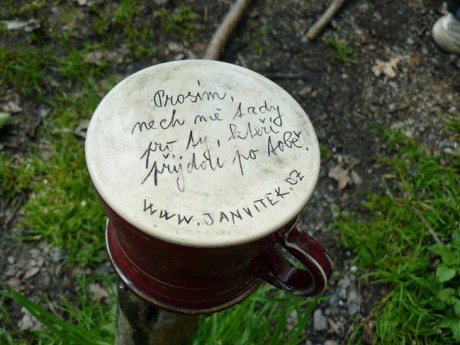 Prosím,
nech mě tady
pro ty, kteří
přijdou po tobě.
WWW.JANVITEK.CZ